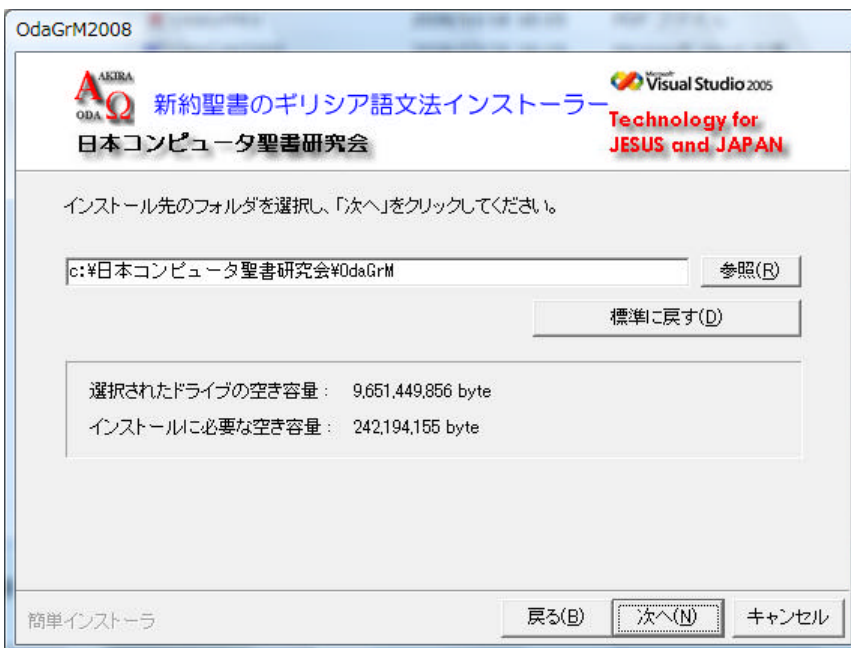 OdaGrM2008
AKIRA
Α Ω
ODA
新約聖書のギリシア語文法インストーラー
日本コンピュータ聖書研究会
Microsoft
Visual Studio 2005
Technology for
JESUS and JAPAN
インストール先のフォルダを選択し、「次へ」をクリックしてください。
c:¥日本コンピュータ聖書研究会¥OdaGrM
参照(R)
標準に戻す(D)
選択されたドライブの空き容量： 9,651,449,856 byte
インストールに必要な空き容量： 242,194,155 byte
簡単インストーラ
戻る(B)
次へ(N)
キャンセル